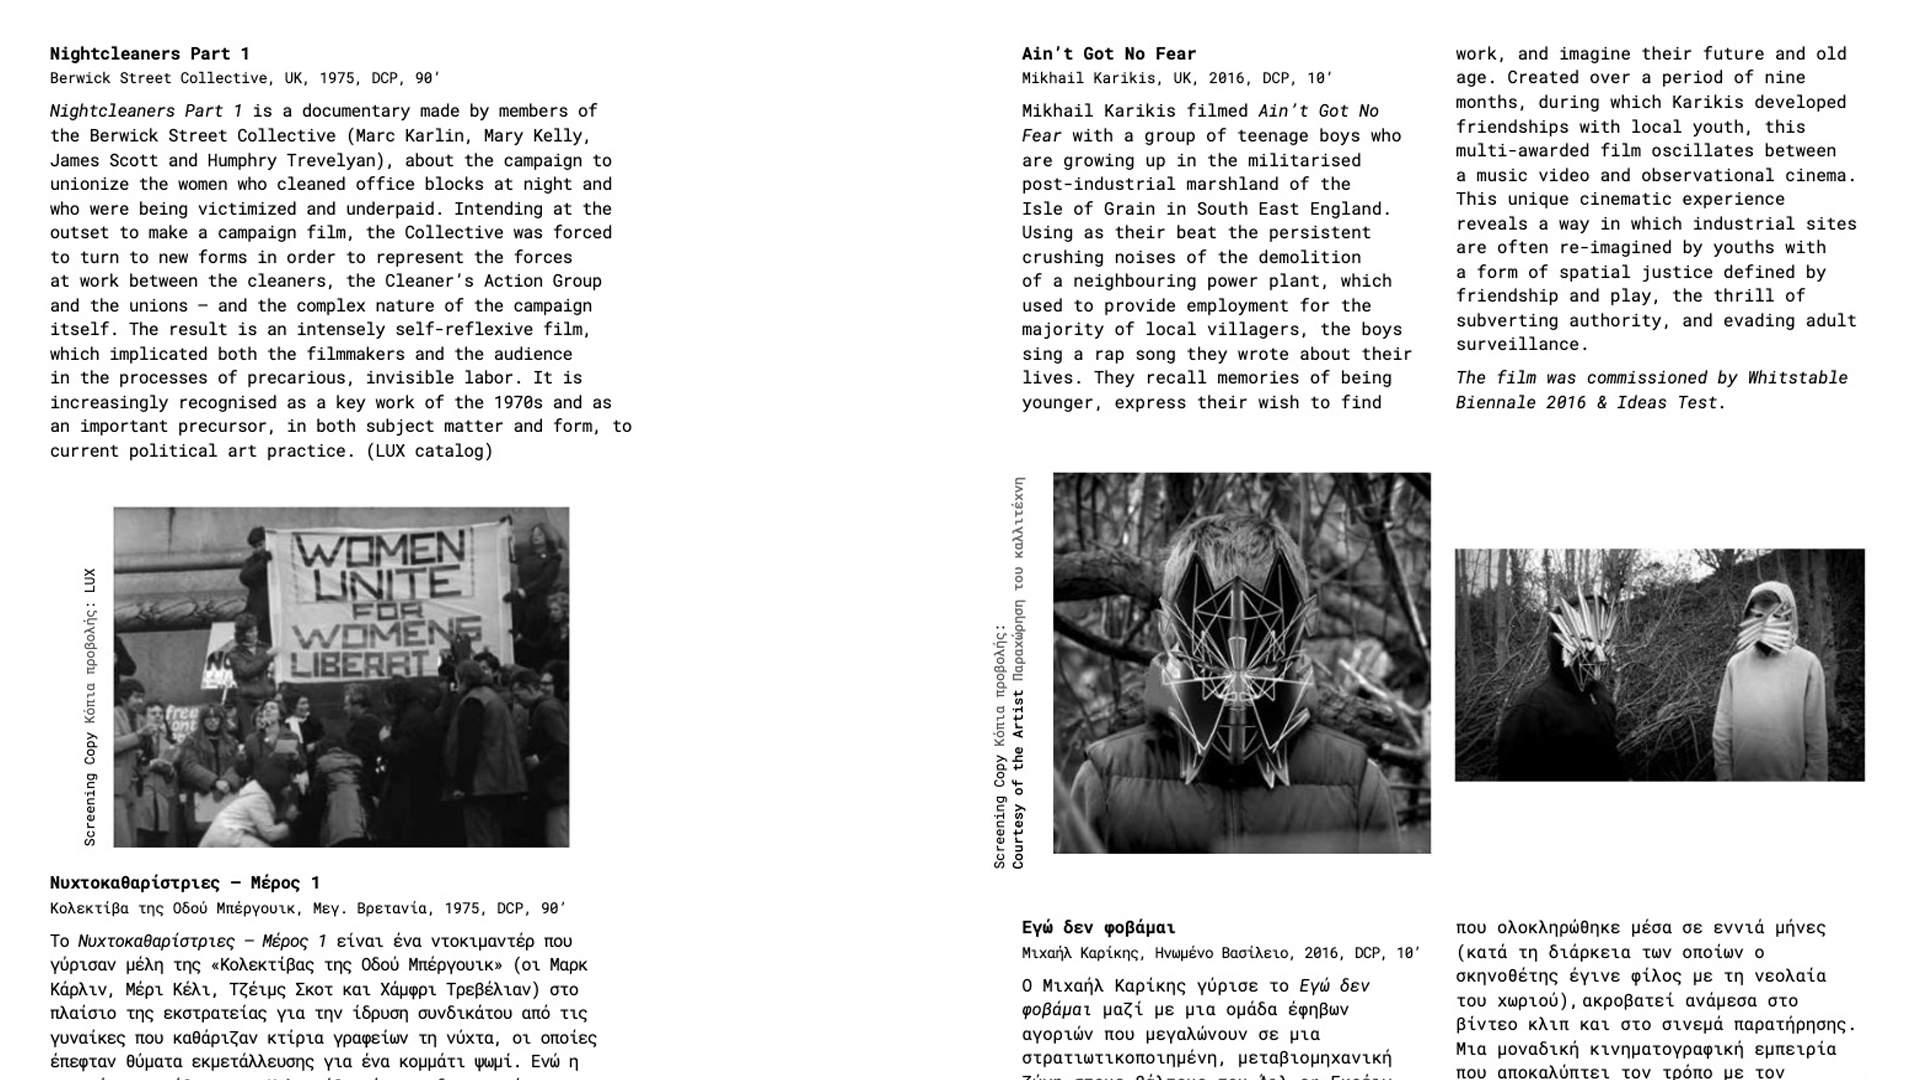 Nightcleaners Part 1
Berwick Street Collective, UK, 1975, DCP, 90’
Nightcleaners Part 1 is a documentary made by members of
the Berwick Street Collective (Marc Karlin, Mary Kelly,
James Scott and Humphry Trevelyan), about the campaign to
unionize the women who cleaned office blocks at night and
who were being victimized and underpaid. Intending at the
outset to make a campaign film, the Collective was forced
to turn to new forms in order to represent the forces
at work between the cleaners, the Cleaner’s Action Group
and the unions – and the complex nature of the campaign
itself. The result is an intensely self-reflexive film,
which implicated both the filmmakers and the audience
in the processes of precarious, invisible labor. It is
increasingly recognised as a key work of the 1970s and as
an important precursor, in both subject matter and form, to
current political art practice. (LUX catalog)
Screening Copy Κόπια προβολής: LUX
WOMEN
UNITE
FOR
WOMENS
LIBERAT
free
Νυχτοκαθαρίστριες – Μέρος 1
Κολεκτίβα της Οδού Μπέργουικ, Μεγ. Βρετανία, 1975, DCP, 90’
Το Νυχτοκαθαρίστριες – Μέρος 1 είναι ένα ντοκιμαντέρ που
γύρισαν μέλη της «Κολεκτίβας της Οδού Μπέργουικ» (οι Μαρκ
Κάρλιν, Μέρι Κέλι, Τζέιμς Σκοτ και Χάμφρι Τρεβέλιαν) στο
πλαίσιο της εκστρατείας για την ίδρυση συνδικάτου από τις
γυναίκες που καθάριζαν κτίρια γραφείων τη νύχτα, οι οποίες
έπεφταν θύματα εκμετάλλευσης για ένα κομμάτι ψωμί. Ενώ η
Ain’t Got No Fear
Mikhail Karikis, UK, 2016, DCP, 10’
Mikhail Karikis filmed Ain’t Got No
Fear with a group of teenage boys who
are growing up in the militarised
post-industrial marshland of the
Isle of Grain in South East England.
Using as their beat the persistent
crushing noises of the demolition
of a neighbouring power plant, which
used to provide employment for the
majority of local villagers, the boys
sing a rap song they wrote about their
lives. They recall memories of being
younger, express their wish to find
work, and imagine their future and old
age. Created over a period of nine
months, during which Karikis developed
friendships with local youth, this
multi-awarded film oscillates between
a music video and observational cinema.
This unique cinematic experience
reveals a way in which industrial sites
are often re-imagined by youths with
a form of spatial justice defined by
friendship and play, the thrill of
subverting authority, and evading adult
surveillance.
The film was commissioned by Whitstable
Biennale 2016 & Ideas Test.
Screening Copy Κόπια προβολής:
Courtesy of the Artist Παραχώρηση του καλλιτέχνη
Εγώ δεν φοβάμαι
Μιχαήλ Καρίκης, Ηνωμένο Βασίλειο, 2016, DCP, 10’
Ο Μιχαήλ Καρίκης γύρισε το Εγώ δεν
φοβάμαι μαζί με μια ομάδα έφηβων
αγοριών που μεγαλώνουν σε μια
στρατιωτικοποιημένη, μεταβιομηχανική
που ολοκληρώθηκε μέσα σε εννιά μήνες
(κατά τη διάρκεια των οποίων ο
σκηνοθέτης έγινε φίλος με τη νεολαία
του χωριού), ακροβατεί ανάμεσα στο
βίντεο κλιπ και στο σινεμά παρατήρησης.
Μια μοναδική κινηματογραφική εμπειρία
που αποκαλύπτει τον τρόπο με τον